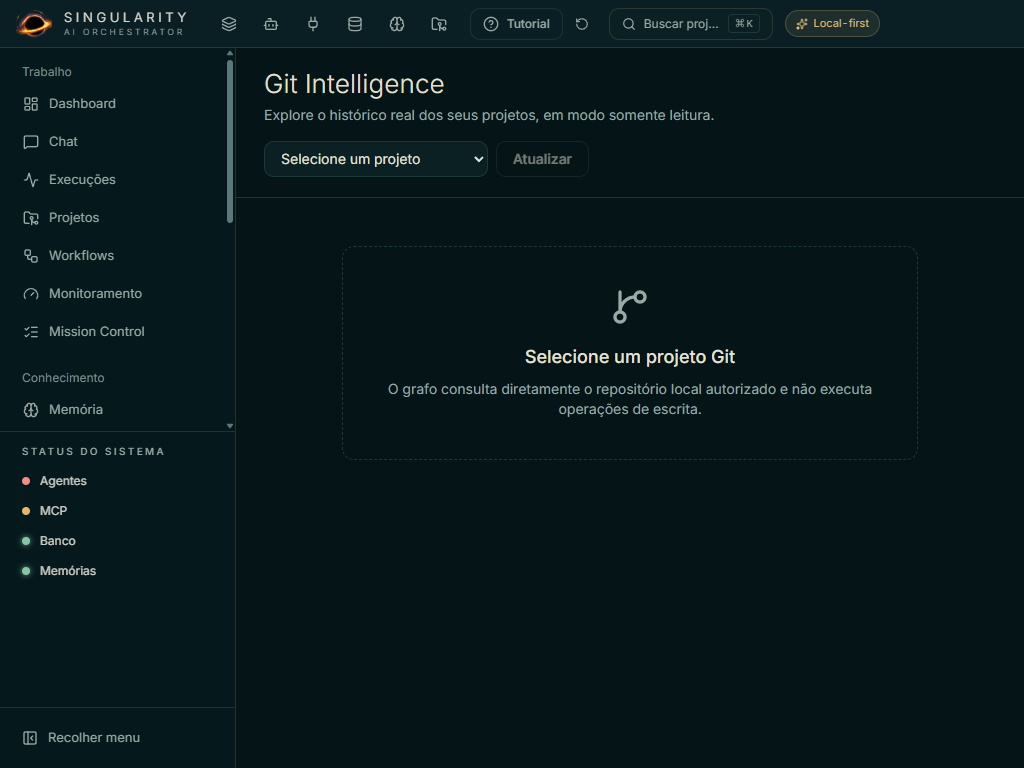 SINGULARITY
AI ORCHESTRATOR
Tutorial
Buscar proj...
⌘K
Local-first
Trabalho
Dashboard
Chat
Execuções
Projetos
Workflows
Monitoramento
Mission Control
Conhecimento
Memória
STATUS DO SISTEMA
Agentes
MCP
Banco
Memórias
Recolher menu
Git Intelligence
Explore o histórico real dos seus projetos, em modo somente leitura.
Selecione um projeto
Atualizar
Selecione um projeto Git
O grafo consulta diretamente o repositório local autorizado e não executa
operações de escrita.